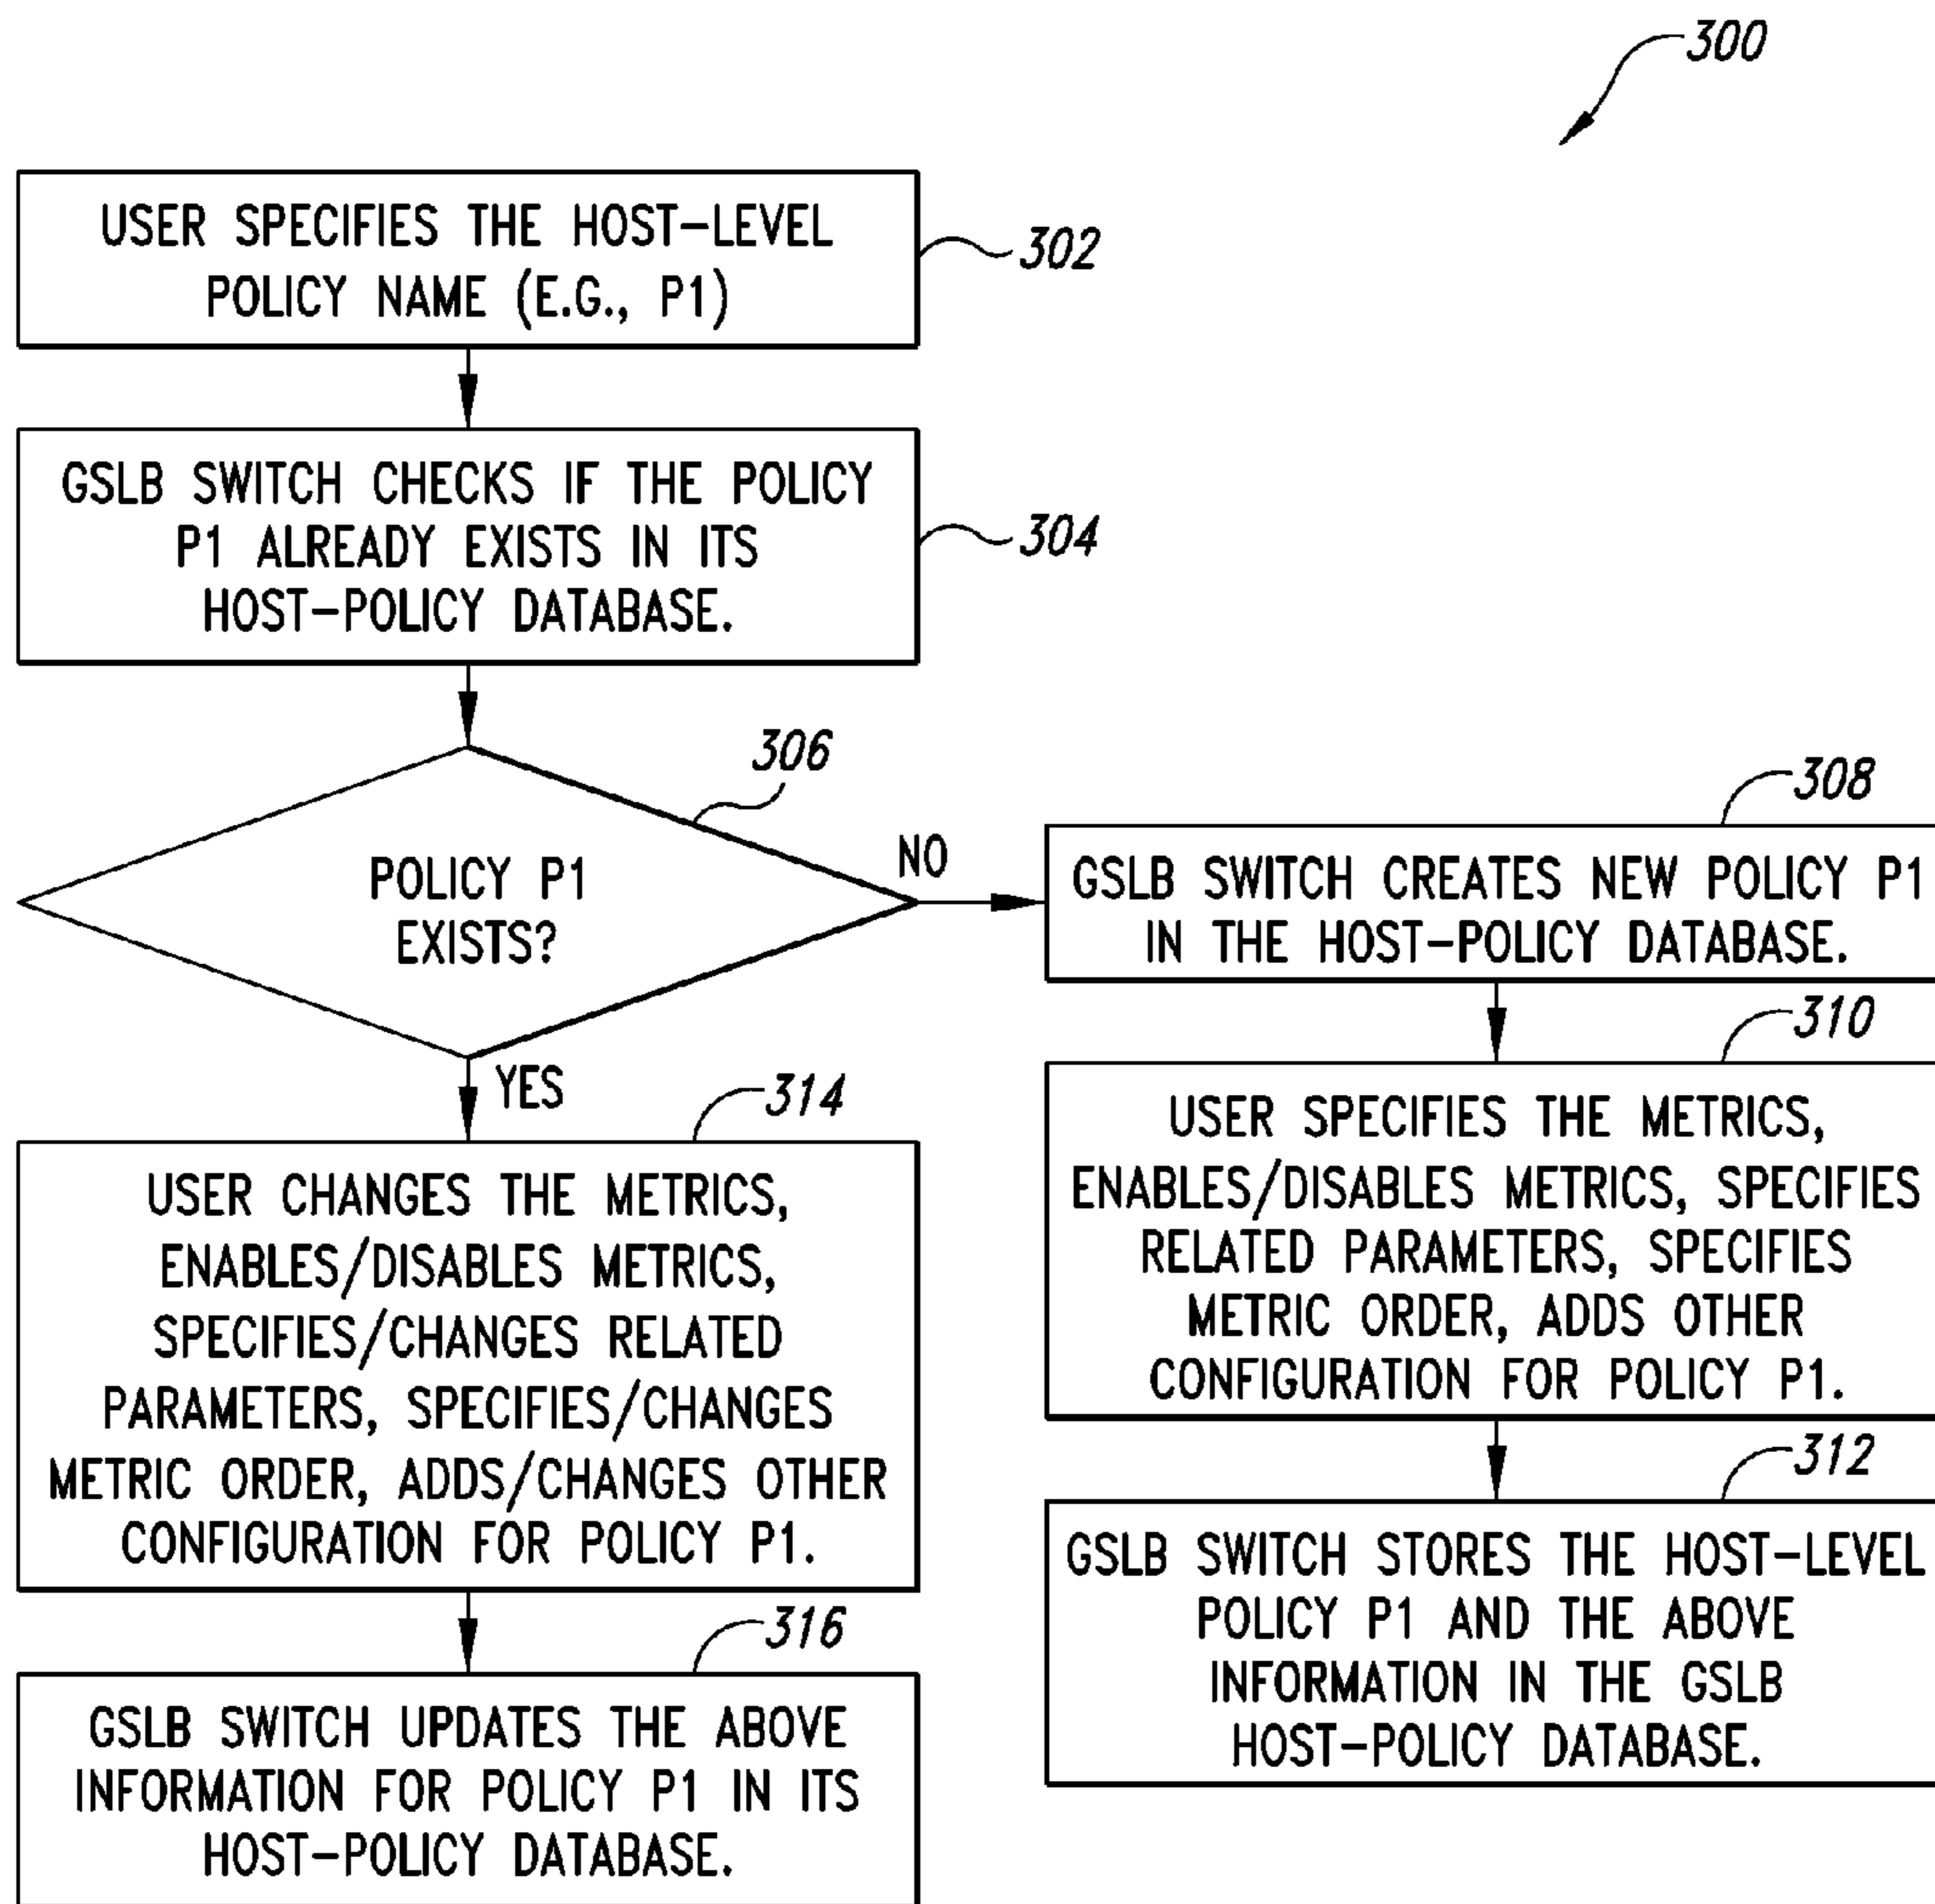 300
USER SPECIFIES THE HOST-LEVEL
POLICY NAME (E.G., P1)
302
GSLB SWITCH CHECKS IF THE POLICY
P1 ALREADY EXISTS IN ITS
HOST-POLICY DATABASE.
304
306
POLICY P1
EXISTS?
NO
YES
308
GSLB SWITCH CREATES NEW POLICY P1
IN THE HOST-POLICY DATABASE.
310
USER SPECIFIES THE METRICS,
ENABLES/DISABLES METRICS, SPECIFIES
RELATED PARAMETERS, SPECIFIES
METRIC ORDER, ADDS OTHER
CONFIGURATION FOR POLICY P1.
312
GSLB SWITCH STORES THE HOST-LEVEL
POLICY P1 AND THE ABOVE
INFORMATION IN THE GSLB
HOST-POLICY DATABASE.
314
USER CHANGES THE METRICS,
ENABLES/DISABLES METRICS,
SPECIFIES/CHANGES RELATED
PARAMETERS, SPECIFIES/CHANGES
METRIC ORDER, ADDS/CHANGES OTHER
CONFIGURATION FOR POLICY P1.
316
GSLB SWITCH UPDATES THE ABOVE
INFORMATION FOR POLICY P1 IN ITS
HOST-POLICY DATABASE.